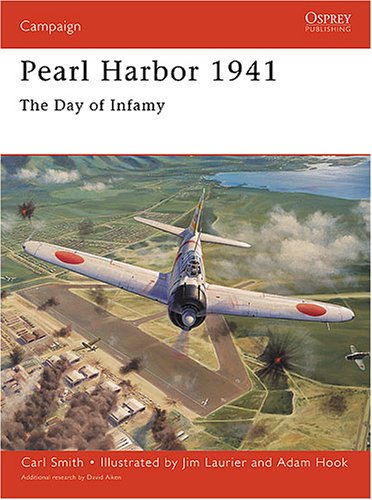 Campaign
OSPREY
PUBLISHING
Pearl Harbor 1941
The Day of Infamy
Carl Smith • Illustrated by Jim Laurier and Adam Hook
Additional research by David Aiken